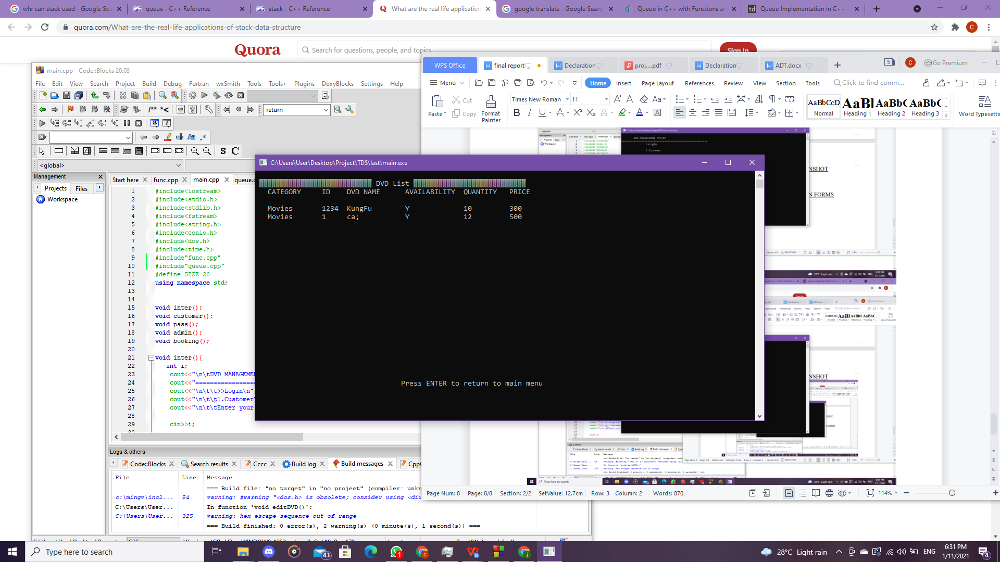 whr can stack used - Google Sea
queue - C++ Reference
stack - C++ Reference
What are the real life application
google translate - Google Search
Queue in C++ with Functions an
Queue Implementation in C++ -
quora.com/What-are-the-real-life-applications-of-stack-data-structure
C
Quora
Search for questions, people, and topics
Sign In
main.cpp - Code::Blocks 20.03
File Edit View Search Project Build Debug Fortran wxSmith Tools Tools+ Plugins DoxyBlocks Settings Help
return
<global>
Management
Projects Files
Workspace
Start here func.cpp main.cpp queue.c
1 #include<iostream>
2 #include<stdio.h>
3 #include<stdlib.h>
4 #include<fstream>
5 #include<string.h>
6 #include<conio.h>
7 #include<dos.h>
8 #include<time.h>
9 #include"func.cpp"
10 #include"queue.cpp"
11 #define SIZE 20
12 using namespace std;
13
14
15 void inter();
16 void customer();
17 void pass();
18 void admin();
19 void booking();
20
21 void inter(){
22 int i;
23 cout<<"\n\tDVD MANAGEMEN
24 cout<<"=================
25 cout<<"\n\t\t>>Login\n"
26 cout<<"\n\t\t1.Customer
27 cout<<"\n\t\tEnter your
28
29 cin>>i;
30
Logs & others
Code::Blocks Search results Cccc Build log Build messages CppC
File Line Message
=== Build file: "no target" in "no project" (compiler: unkn
c:\mingw\incl... 54 warning: #warning "<dos.h> is obsolete; consider using <dir
C:\Users\User... In function 'void editDVD()':
C:\Users\User... 325 warning: hex escape sequence out of range
=== Build finished: 0 error(s), 2 warning(s) (0 minute(s), 1 second(s)) ===
C:\Users\User\Desktop\Project\TDS\last\main.exe
DVD List
CATEGORY ID DVD NAME AVAILABILITY QUANTITY PRICE
Movies 1234 KungFu Y 10 300
Movies 1 ca; Y 12 500
Press ENTER to return to main menu
WPS Office final report Declaration proj....pdf Declaration ADT.docx
5 C Go Premium
Menu Home Insert Page Layout References Review View Section Tools Click to find comm...
Paste Cut Copy Format Painter
Times New Roman 11
AaBbCcD AaBl AaBbC AaBbC
Normal Heading 1 Heading 2 Heading 3 Word Typesetti
DVD MANAGEMENT SYSTEM
>>Login
1.Customer
NSHOT
N FORMS
NSHOT
Page Num: 8 Page: 8/8 Section: 2/2 SetValue: 12.7cm Row: 3 Column: 2 Words: 870
114%
Type here to search
43
1
28°C Light rain
ENG
6:31 PM
1/11/2021
4